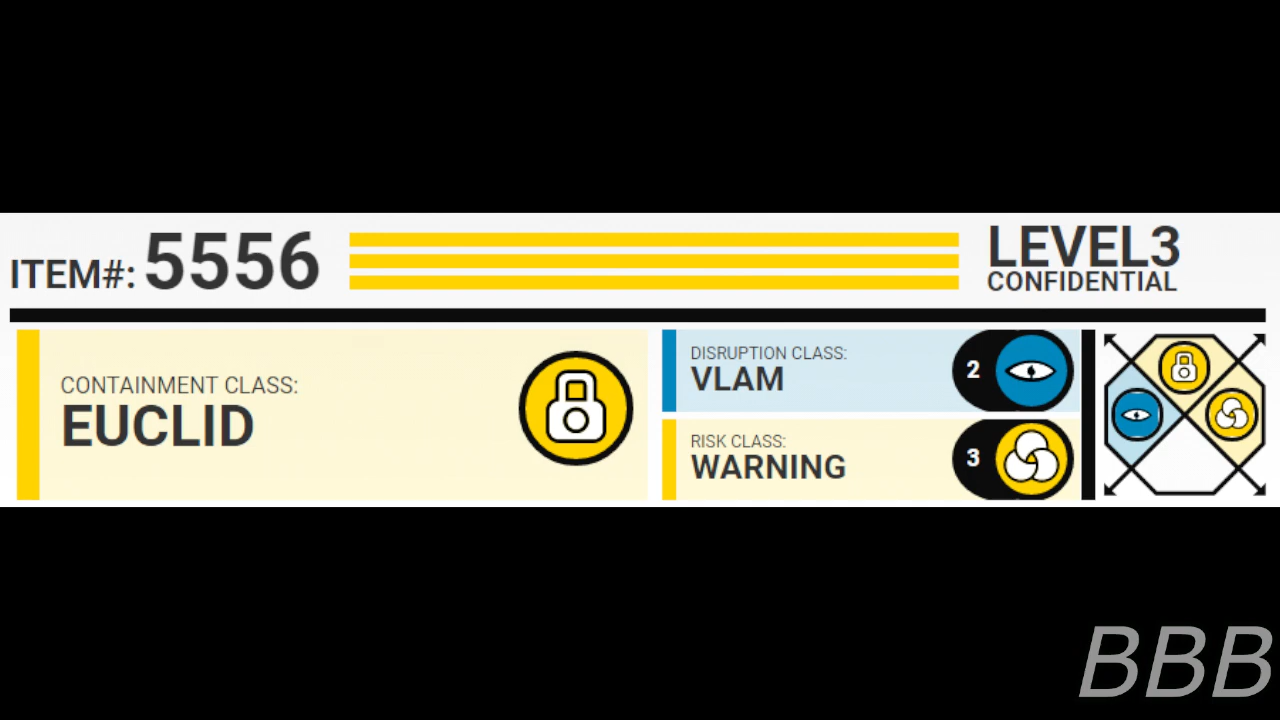 ITEM#: 5556
LEVEL3
CONFIDENTIAL
CONTAINMENT CLASS:
EUCLID
DISRUPTION CLASS:
VLAM
2
RISK CLASS:
WARNING
3
BBB